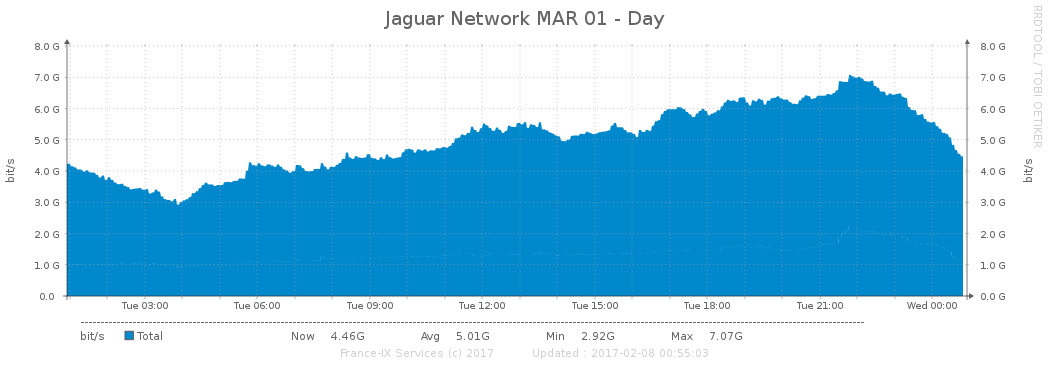 Jaguar Network MAR 01 - Day
RRDTOOL / TOBI OETIKER
bit/s
bit/s
8.0 G 8.0 G
7.0 G 7.0 G
6.0 G 6.0 G
5.0 G 5.0 G
4.0 G 4.0 G
3.0 G 3.0 G
2.0 G 2.0 G
1.0 G 1.0 G
0.0 0.0 G
Tue 03:00 Tue 06:00 Tue 09:00 Tue 12:00 Tue 15:00 Tue 18:00 Tue 21:00 Wed 00:00
bit/s Total Now 4.46G Avg 5.01G Min 2.92G Max 7.07G
France-IX Services (c) 2017 Updated : 2017-02-08 00:55:03